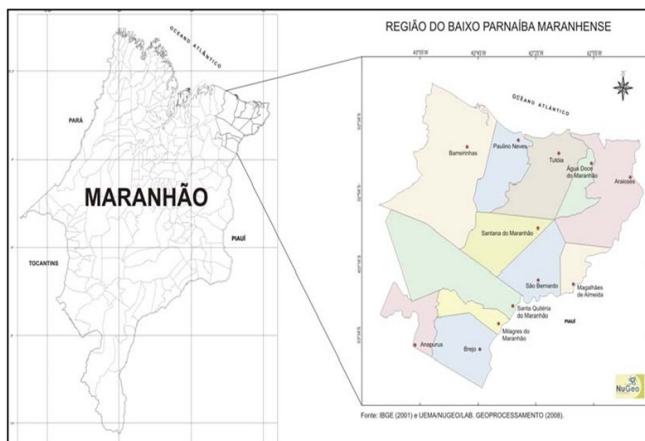 REGIÃO DO BAIXO PARNAÍBA MARANHENSE
OCEANO ATLÂNTICO
PARÁ
MARANHÃO
PIAUÍ
TOCANTINS
OCEANO ATLÂNTICO
Barreirinhas
Paulino Neves
Tutóia
Água Doce
do Maranhão
Araioses
Santana do Maranhão
São Bernardo
Magalhães
de Almeida
Santa Quitéria
do Maranhão
Milagres do
Maranhão
PIAUÍ
Anapurus
Brejo
NuGeo
Fonte: IBGE (2001) e UEMA/NUGEO/LAB. GEOPROCESSAMENTO (2008).